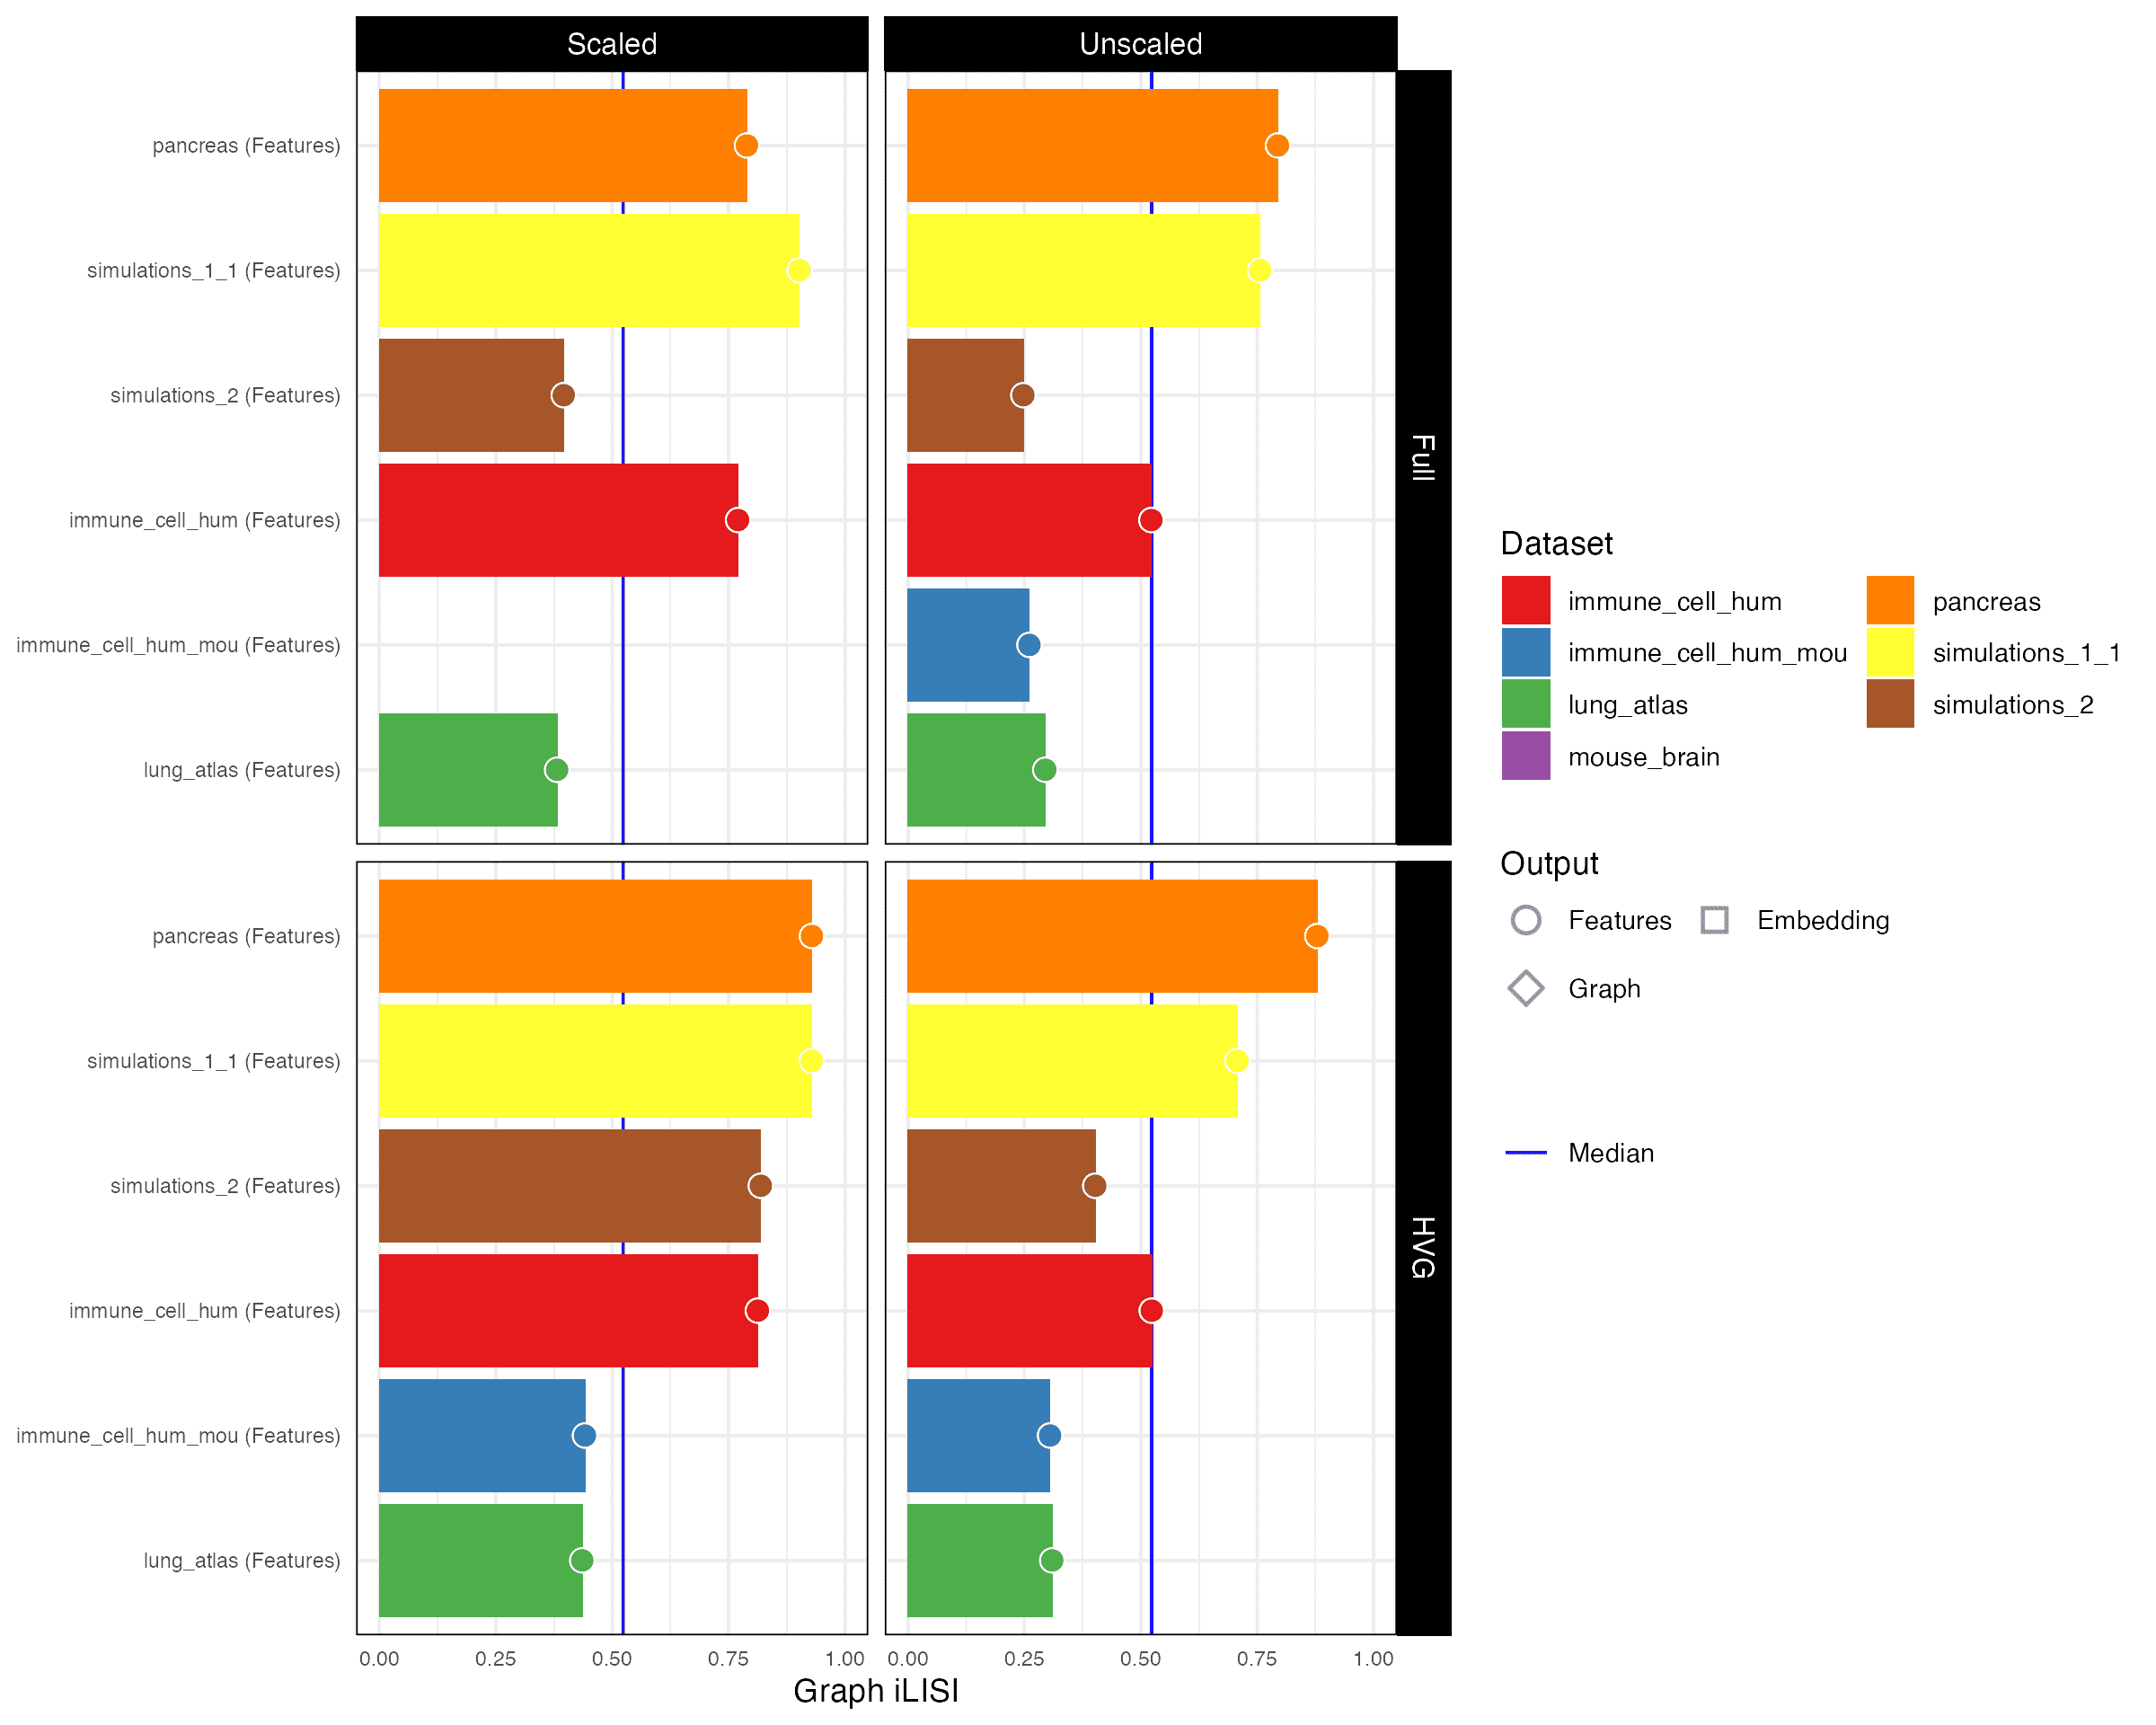 Scaled
Unscaled
pancreas (Features)
simulations_1_1 (Features)
simulations_2 (Features)
immune_cell_hum (Features)
immune_cell_hum_mou (Features)
lung_atlas (Features)
Full
pancreas (Features)
simulations_1_1 (Features)
simulations_2 (Features)
immune_cell_hum (Features)
immune_cell_hum_mou (Features)
lung_atlas (Features)
HVG
0.00 0.25 0.50 0.75 1.00
0.00 0.25 0.50 0.75 1.00
Graph iLISI
Dataset
immune_cell_hum
immune_cell_hum_mou
lung_atlas
mouse_brain
pancreas
simulations_1_1
simulations_2
Output
Features
Embedding
Graph
Median